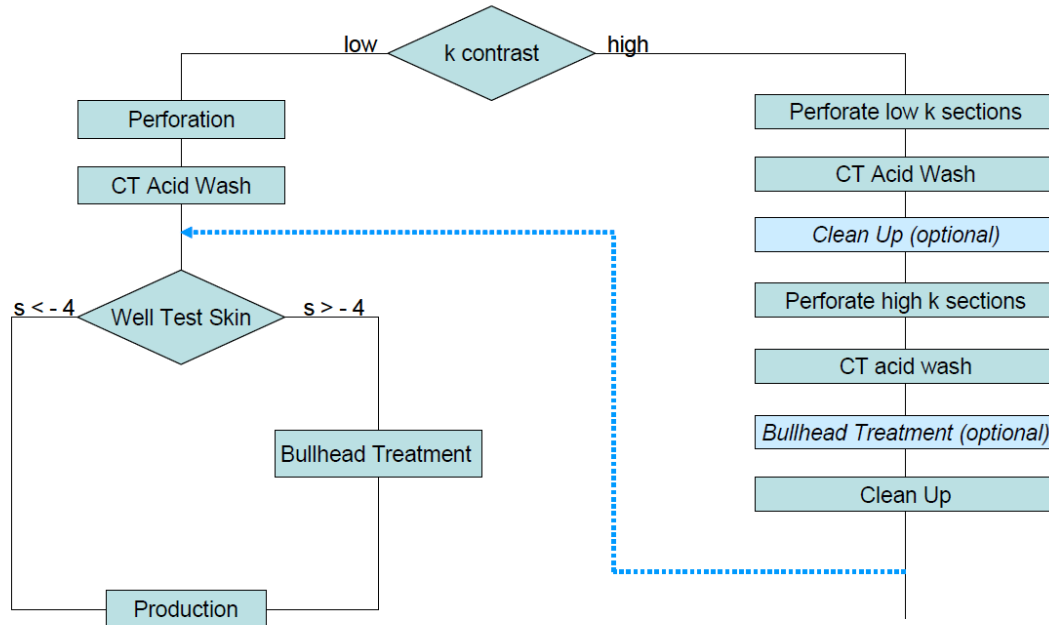 low
k contrast
high
Perforation
CT Acid Wash
s < - 4
Well Test Skin
s > - 4
Bullhead Treatment
Production
Perforate low k sections
CT Acid Wash
Clean Up (optional)
Perforate high k sections
CT acid wash
Bullhead Treatment (optional)
Clean Up